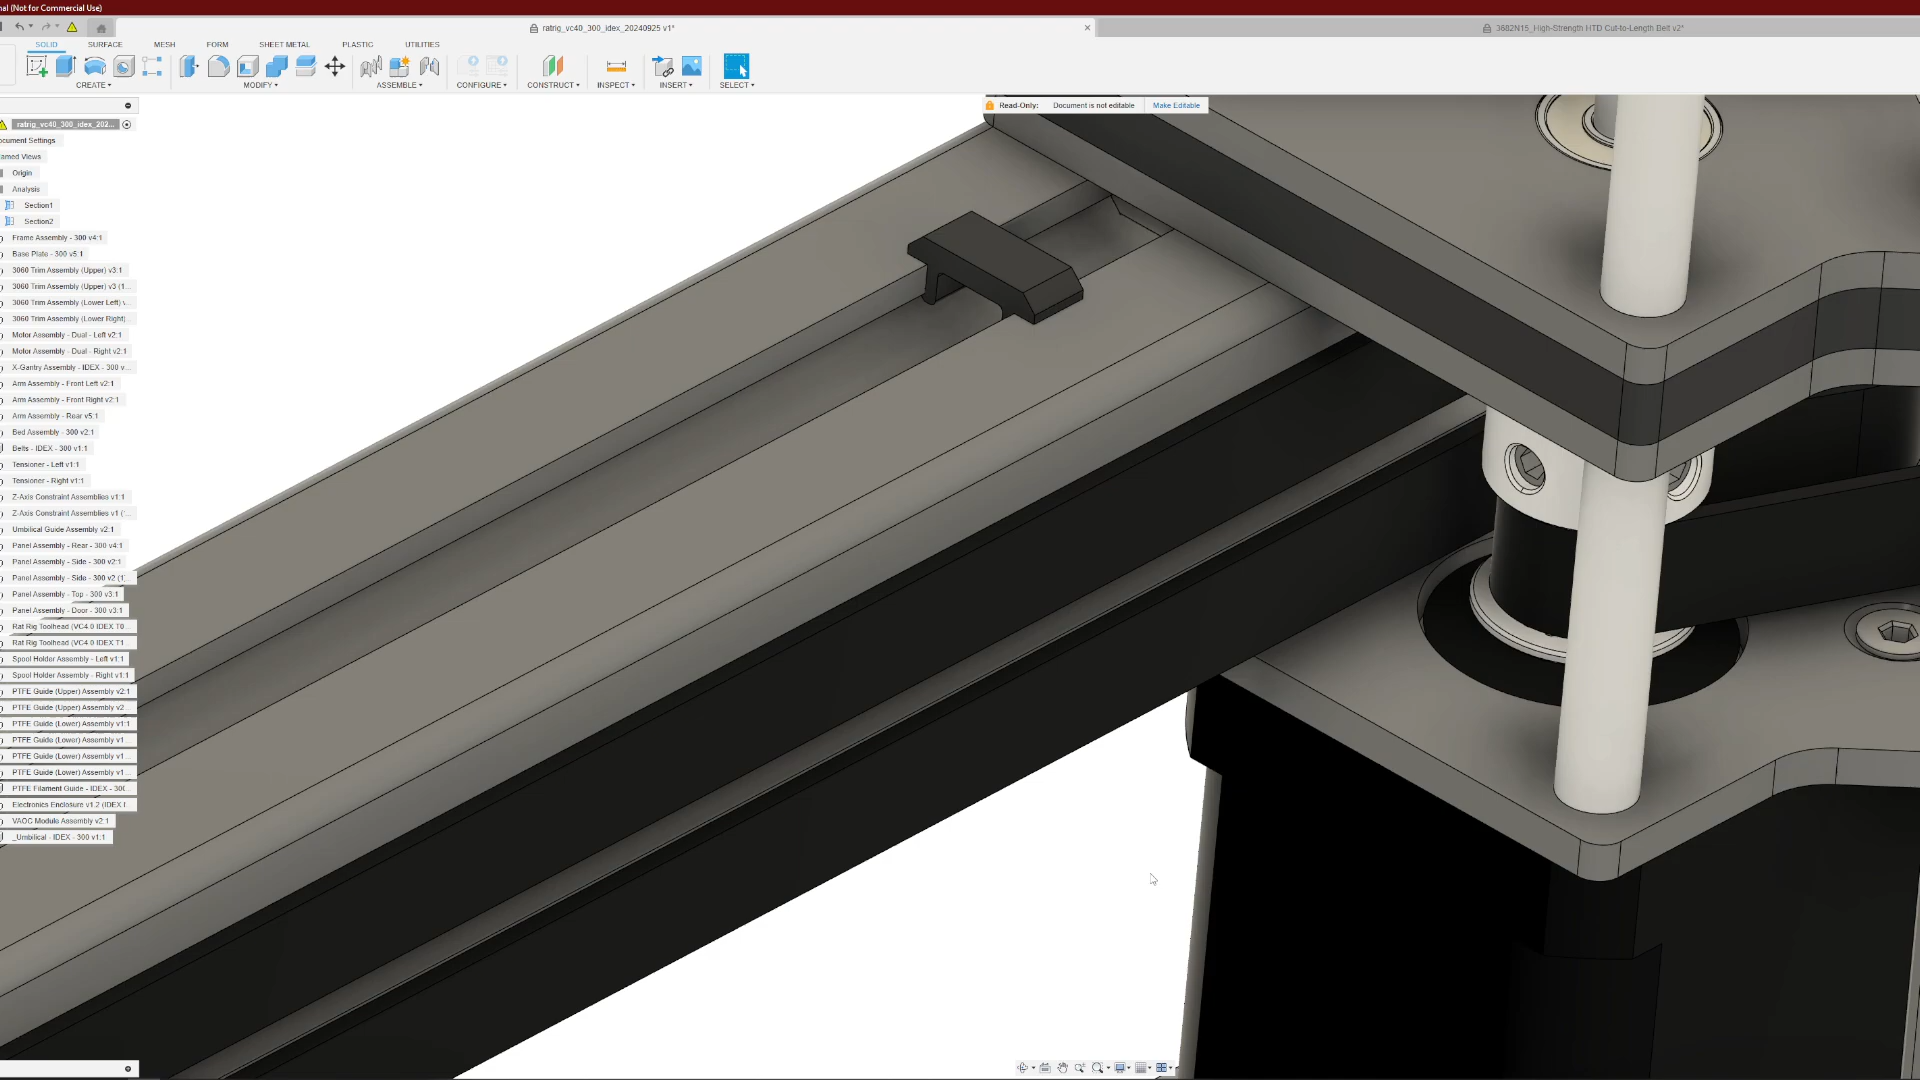 nal (Not for Commercial Use)
ratrig_vc40_300_idex_20240925 v1*
3682N15_High-Strength HTD Cut-to-Length Belt v2*
SOLID
SURFACE
MESH
FORM
SHEET METAL
PLASTIC
UTILITIES
CREATE
MODIFY
ASSEMBLE
CONFIGURE
CONSTRUCT
INSPECT
INSERT
SELECT
Read-Only: Document is not editable Make Editable
ratrig_vc40_300_idex_202...
ocument Settings
amed Views
Origin
Analysis
Section1
Section2
Frame Assembly - 300 v4:1
Base Plate - 300 v5:1
3060 Trim Assembly (Upper) v3:1
3060 Trim Assembly (Upper) v3 (1...
3060 Trim Assembly (Lower Left) v...
3060 Trim Assembly (Lower Right)...
Motor Assembly - Dual - Left v2:1
Motor Assembly - Dual - Right v2:1
X-Gantry Assembly - IDEX - 300 v...
Arm Assembly - Front Left v2:1
Arm Assembly - Front Right v2:1
Arm Assembly - Rear v5:1
Bed Assembly - 300 v2:1
Belts - IDEX - 300 v1:1
Tensioner - Left v1:1
Tensioner - Right v1:1
Z-Axis Constraint Assemblies v1:1
Z-Axis Constraint Assemblies v1 (...
Umbilical Guide Assembly v2:1
Panel Assembly - Rear - 300 v4:1
Panel Assembly - Side - 300 v2:1
Panel Assembly - Side - 300 v2 (1)...
Panel Assembly - Top - 300 v3:1
Panel Assembly - Door - 300 v3:1
Rat Rig Toolhead (VC4.0 IDEX T0...
Rat Rig Toolhead (VC4.0 IDEX T1...
Spool Holder Assembly - Left v1:1
Spool Holder Assembly - Right v1:1
PTFE Guide (Upper) Assembly v2:1
PTFE Guide (Upper) Assembly v2...
PTFE Guide (Lower) Assembly v1:1
PTFE Guide (Lower) Assembly v1...
PTFE Guide (Lower) Assembly v1...
PTFE Guide (Lower) Assembly v1...
PTFE Filament Guide - IDEX - 300
Electronics Enclosure v1.2 (IDEX
VAOC Module Assembly v2:1
_Umbilical - IDEX - 300 v1:1